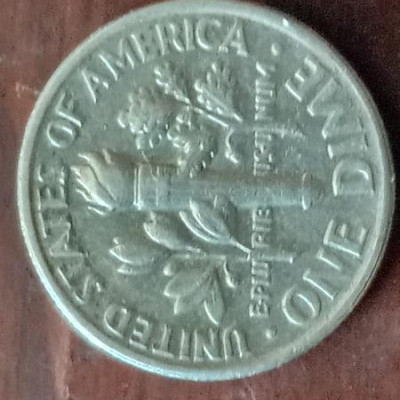 UNITED STATES OF AMERICA
E PLURIBUS UNUM
ONE DIME